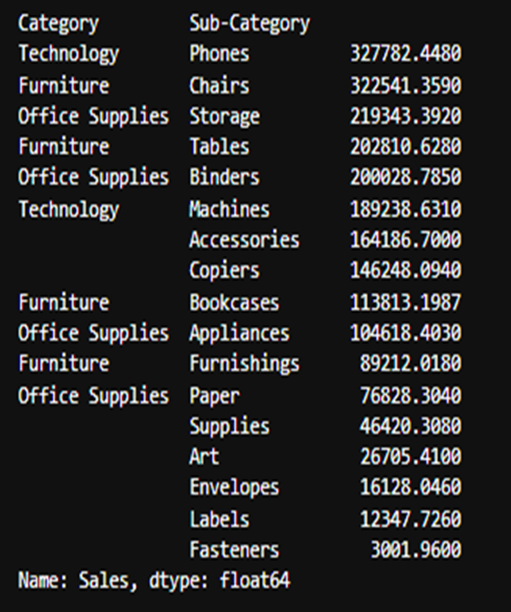 Category Sub-Category
Technology Phones 327782.4480
Furniture Chairs 322541.3590
Office Supplies Storage 219343.3920
Furniture Tables 202810.6280
Office Supplies Binders 200028.7850
Technology Machines 189238.6310
Accessories 164186.7000
Copiers 146248.0940
Furniture Bookcases 113813.1987
Office Supplies Appliances 104618.4030
Furniture Furnishings 89212.0180
Office Supplies Paper 76828.3040
Supplies 46420.3080
Art 26705.4100
Envelopes 16128.0460
Labels 12347.7260
Fasteners 3001.9600
Name: Sales, dtype: float64